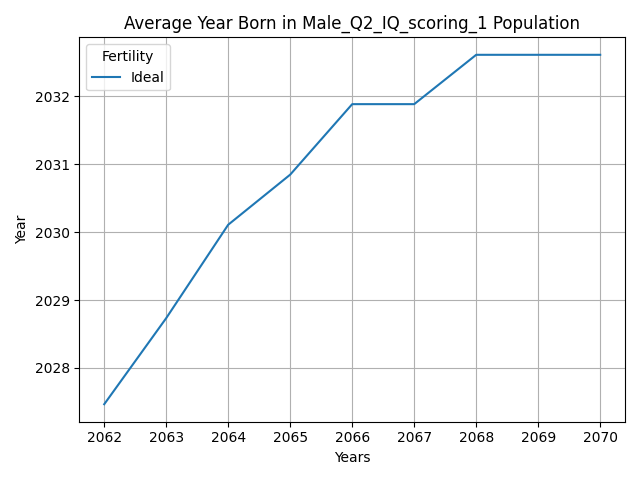 Average Year Born in Male_Q2_IQ_scoring_1 Population
Fertility
Ideal
2032
2031
2030
2029
2028
Year
2062 2063 2064 2065 2066 2067 2068 2069 2070
Years